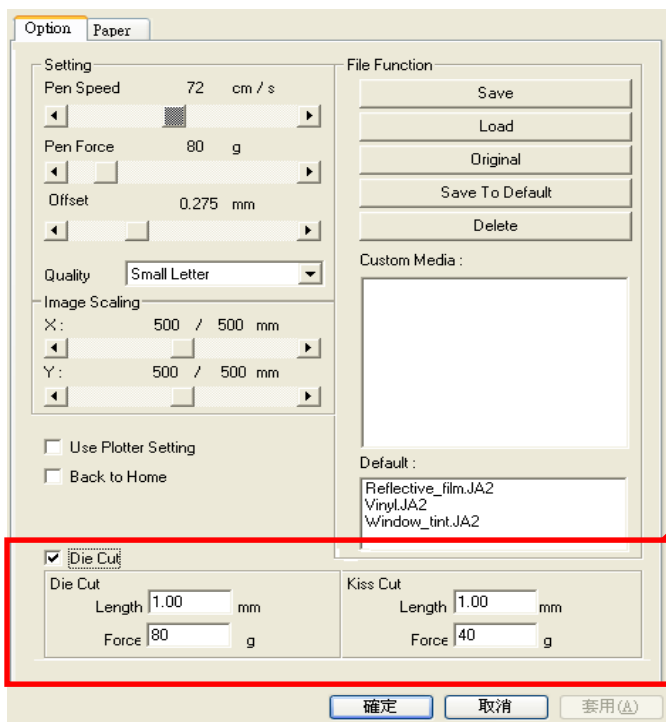 Option Paper
Setting
Pen Speed 72 cm / s
Pen Force 80 g
Offset 0.275 mm
Quality Small Letter
Image Scaling
X : 500 / 500 mm
Y : 500 / 500 mm
Use Plotter Setting
Back to Home
File Function
Save
Load
Original
Save To Default
Delete
Custom Media :
Default :
Reflective_film.JA2
Vinyl.JA2
Window_tint.JA2
Die Cut
Die Cut
Length 1.00 mm
Force 80 g
Kiss Cut
Length 1.00 mm
Force 40 g
確定 取消 套用(A)